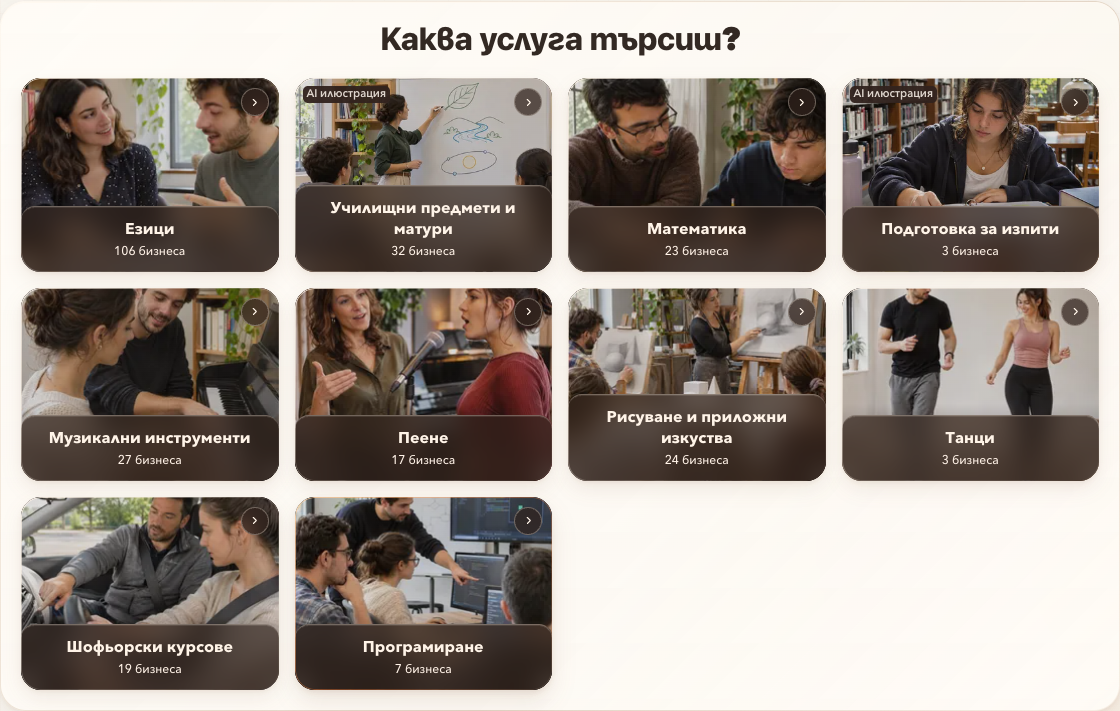 Каква услуга търсиш?
Езици
106 бизнеса
AI илюстрация
Училищни предмети и
матури
32 бизнеса
Математика
23 бизнеса
AI илюстрация
Подготовка за изпити
3 бизнеса
Музикални инструменти
27 бизнеса
Пеене
17 бизнеса
Рисуване и приложни
изкуства
24 бизнеса
Танци
3 бизнеса
Шофьорски курсове
19 бизнеса
Програмиране
7 бизнеса